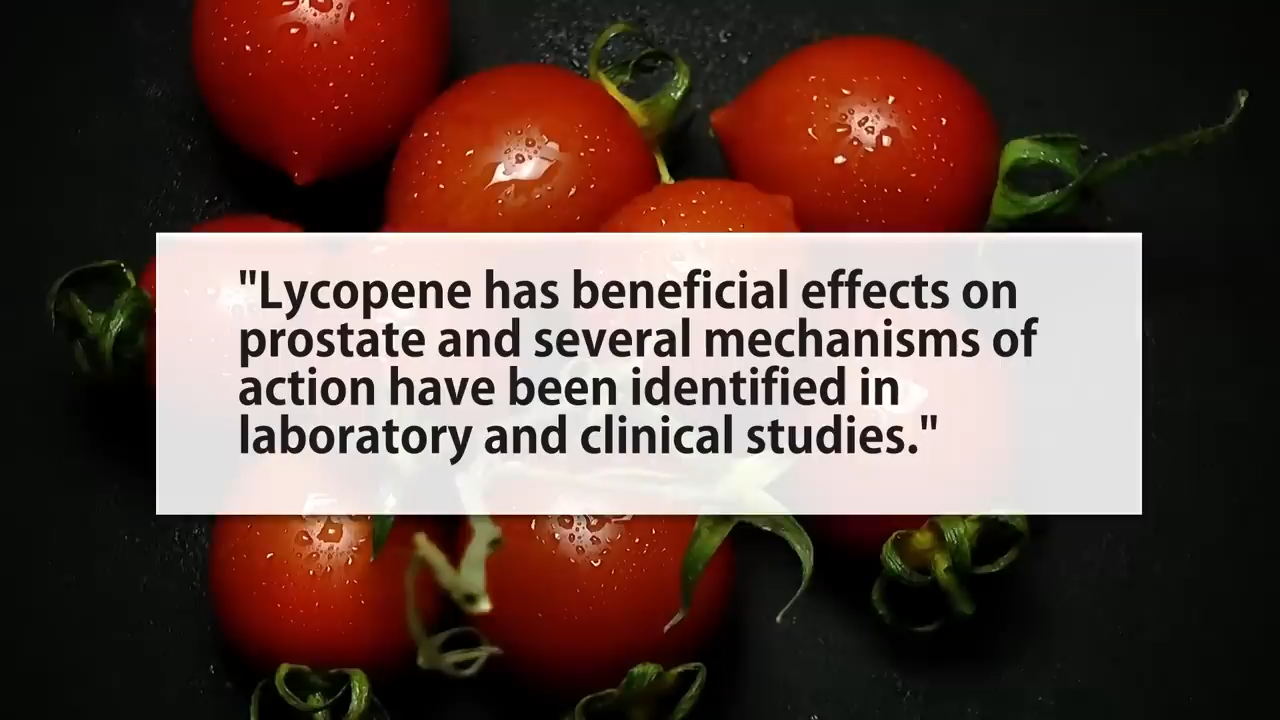 "Lycopene has beneficial effects on
prostate and several mechanisms of
action have been identified in
laboratory and clinical studies."